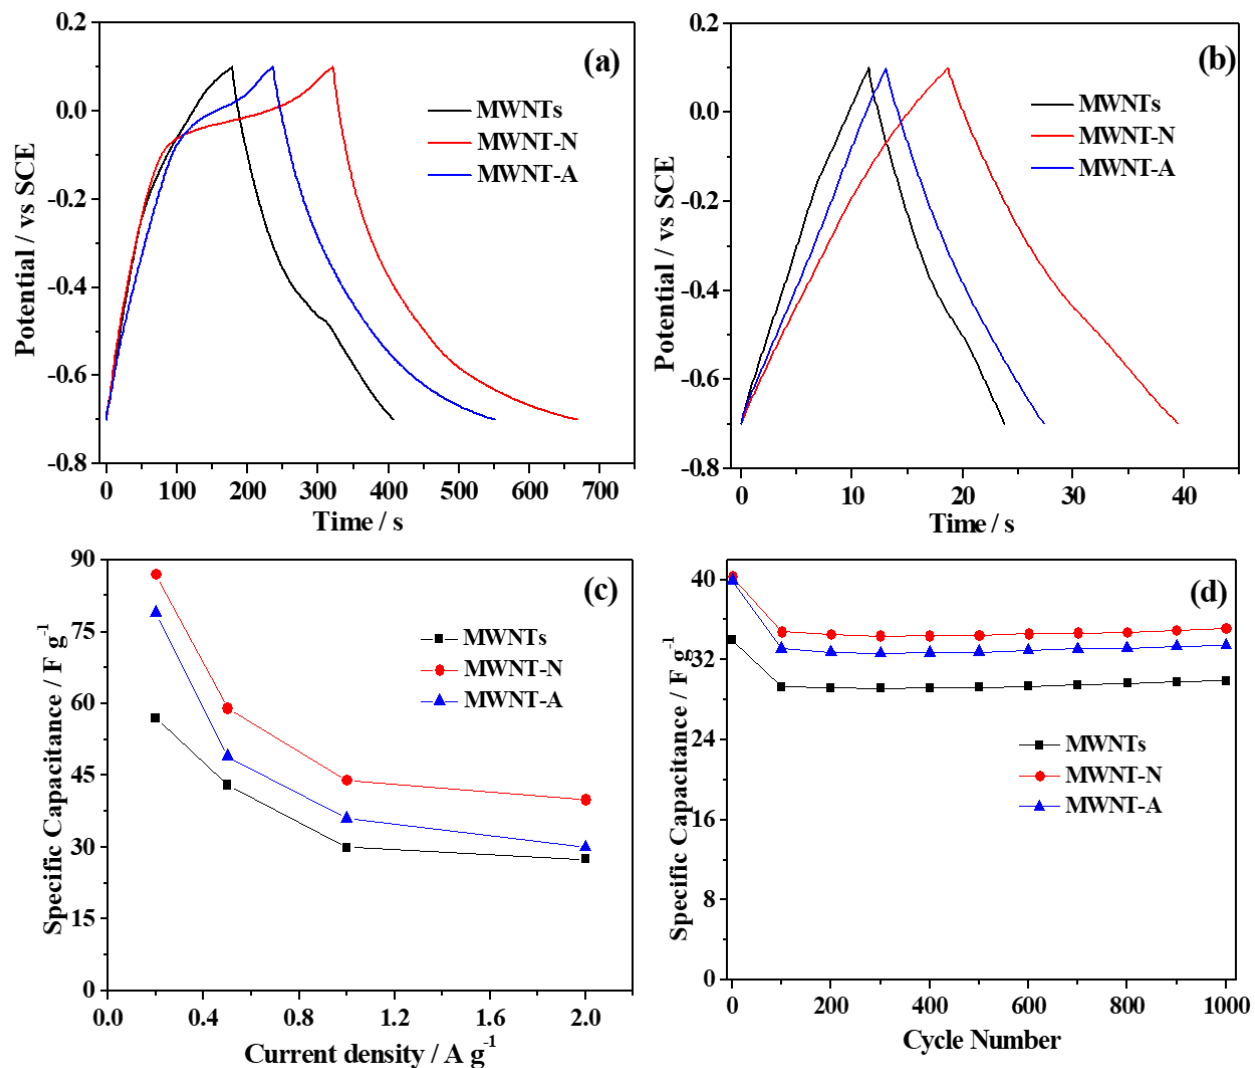 (a)
0.2
0.0
-0.2
-0.4
-0.6
-0.8
Potential / vs SCE
MWNTs
MWNT-N
MWNT-A
0 100 200 300 400 500 600 700
Time / s
(b)
0.2
0.0
-0.2
-0.4
-0.6
-0.8
Potential / vs SCE
MWNTs
MWNT-N
MWNT-A
0 10 20 30 40
Time / s
(c)
90
75
60
45
30
15
0
Specific Capacitance / F g-1
MWNTs
MWNT-N
MWNT-A
0.0 0.4 0.8 1.2 1.6 2.0
Current density / A g-1
(d)
40
32
24
16
8
0
Specific Capacitance / F g-1
MWNTs
MWNT-N
MWNT-A
0 200 400 600 800 1000
Cycle Number